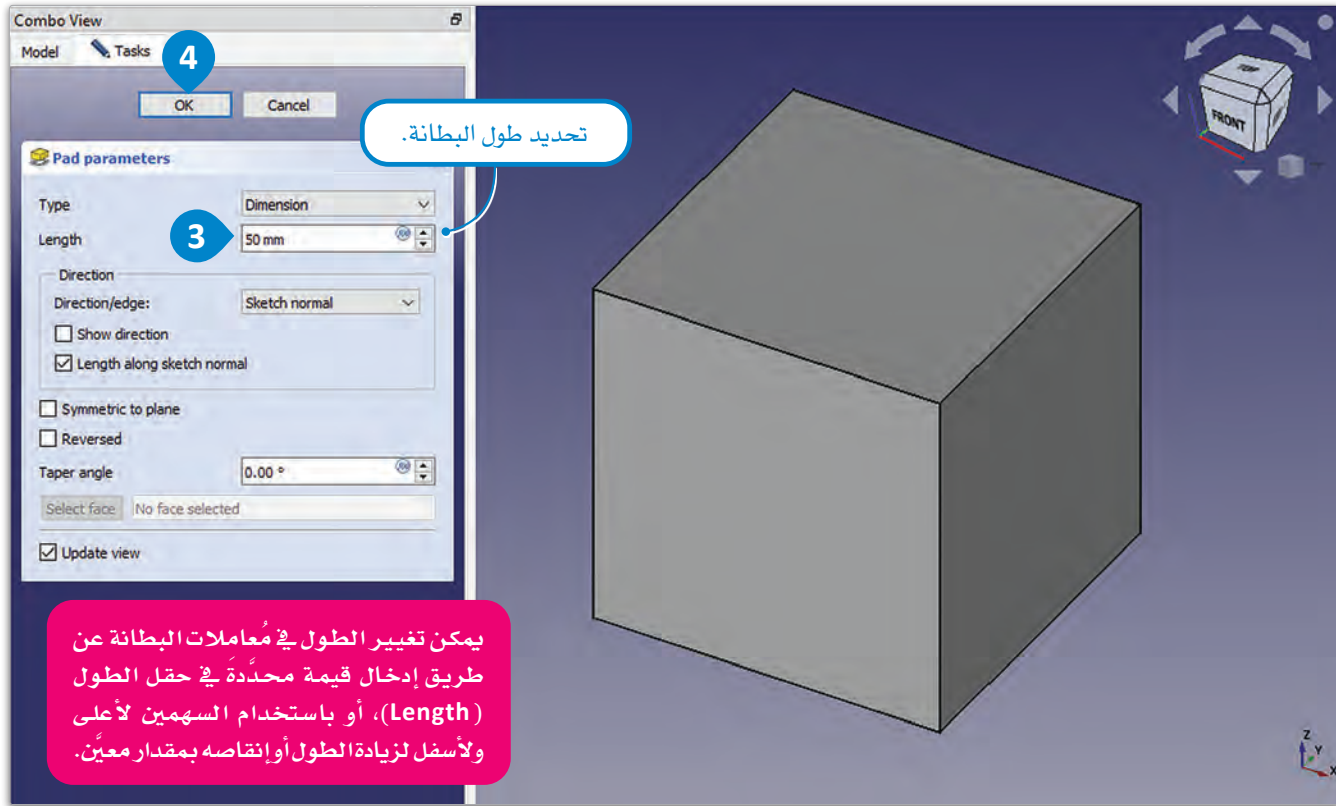 Combo View
Model
Tasks
4
OK
Cancel
تحديد طول البطانة.
Pad parameters
Type
Dimension
Length
3
50 mm
Direction
Direction/edge:
Sketch normal
Show direction
Length along sketch normal
Symmetric to plane
Reversed
Taper angle
0.00 °
Select face
No face selected
Update view
يمكن تغيير الطول في مُعاملات البطانة عن
طريق إدخال قيمة محدَّدةَ في حقل الطول
(Length)، أو باستخدام السهمين لأعلى
ولأسفل لزيادة الطول أو إنقاصه بمقدار معيَّن.
TOP
FRONT
Z
Y
X